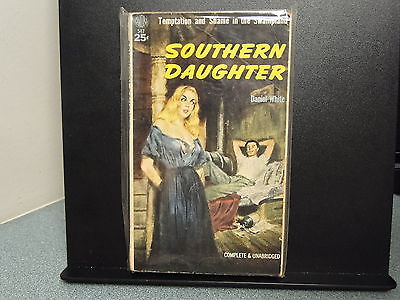 Temptation and Shame in the Swampland
25¢
SOUTHERN
DAUGHTER
Daniel White
COMPLETE & UNABRIDGED